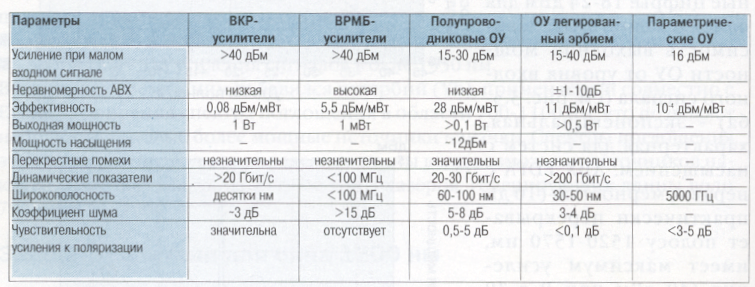 Параметры ВКР- ВРМБ- Полупрово- ОУ легирован- Параметриче-
усилители усилители дниковые ОУ ный эрбием ские ОУ
Усиление при малом >40 дБм >40 дБм 15-30 дБм 15-40 дБм 16 дБм
входном сигнале
Неравномерность АВХ низкая высокая низкая ±1-10дБ
Эффективность 0,08 дБм/мВт 5,5 дБм/мВт 28 дБм/мВт 11 дБм/мВт 10⁻⁴ дБм/мВт
Выходная мощность 1 Вт 1 мВт >0,1 Вт >0,5 Вт –
Мощность насыщения – – ~12дБм –
Перекрестные помехи незначительны незначительны значительны незначительны –
Динамические показатели >20 Гбит/с <100 МГц 20-30 Гбит/с >200 Гбит/с –
Широкополосность десятки нм <100 МГц 60-100 нм 30-50 нм 5000 ГГц
Коэффициент шума ~3 дБ >15 дБ 5-8 дБ 3-4 дБ –
Чувствительность значительна отсутствует 0,5-5 дБ <0,1 дБ <3-5 дБ
усиления к поляризации